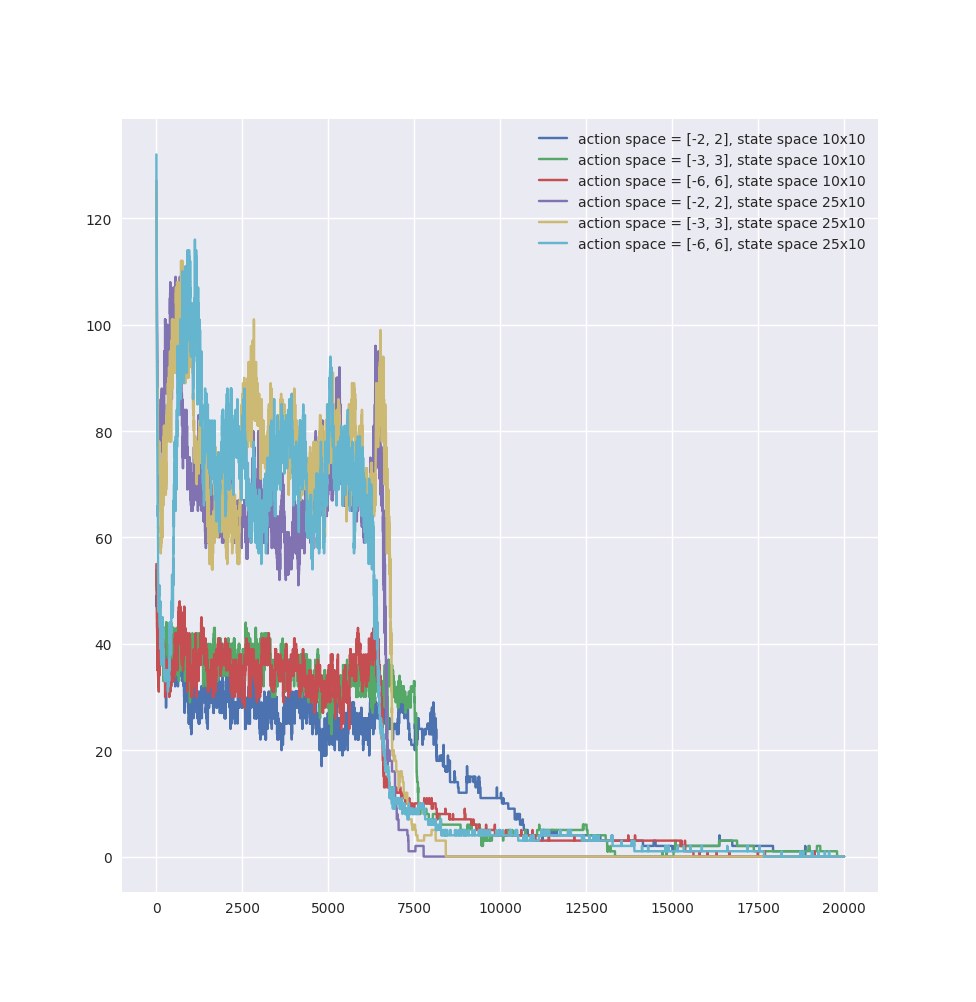 action space = [-2, 2], state space 10x10
action space = [-3, 3], state space 10x10
action space = [-6, 6], state space 10x10
action space = [-2, 2], state space 25x10
action space = [-3, 3], state space 25x10
action space = [-6, 6], state space 25x10
120
100
80
60
40
20
0
0 2500 5000 7500 10000 12500 15000 17500 20000